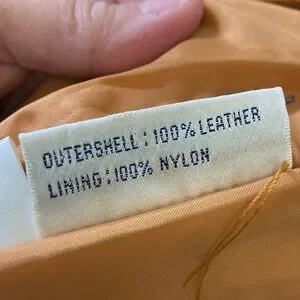 OUTERSHELL:100% LEATHER
LINING:100% NYLON